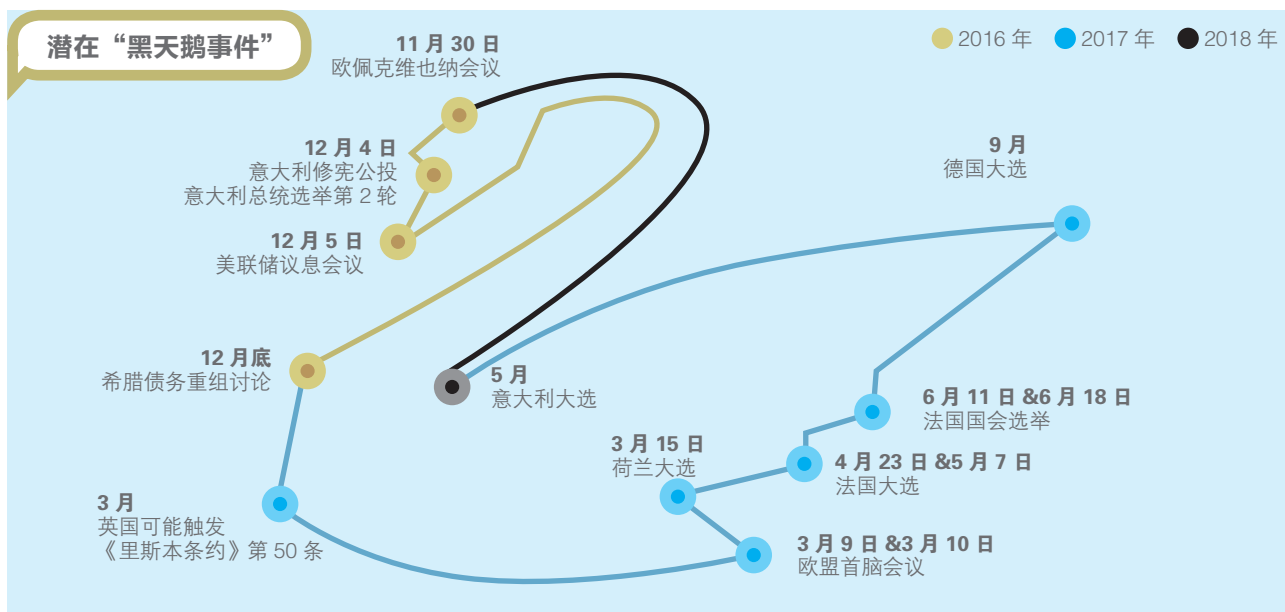 潜在“黑天鹅事件”
2016 年
2017 年
2018 年
11 月 30 日
欧佩克维也纳会议
12 月 4 日
意大利修宪公投
意大利总统选举第 2 轮
12 月 5 日
美联储议息会议
12 月底
希腊债务重组讨论
3 月
英国可能触发
《里斯本条约》第 50 条
3 月 9 日 &3 月 10 日
欧盟首脑会议
3 月 15 日
荷兰大选
4 月 23 日 &5 月 7 日
法国大选
6 月 11 日 &6 月 18 日
法国国会选举
9 月
德国大选
5 月
意大利大选